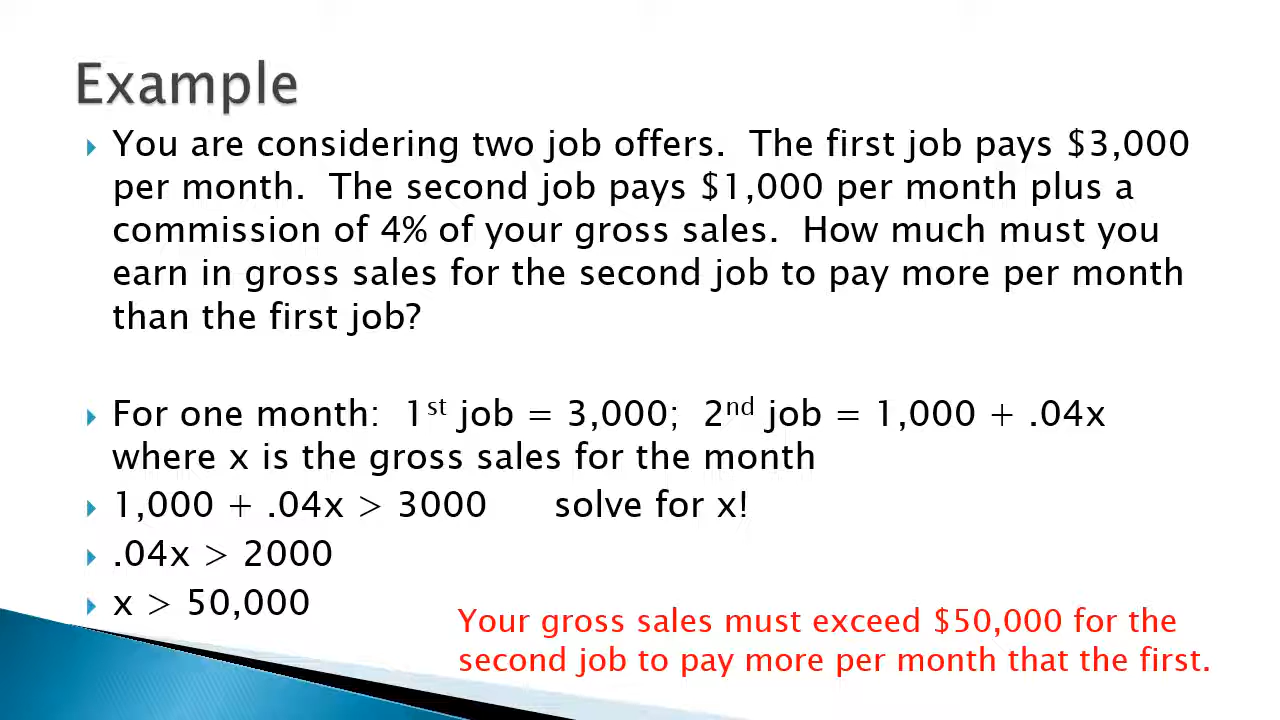 Example
You are considering two job offers. The first job pays $3,000
per month. The second job pays $1,000 per month plus a
commission of 4% of your gross sales. How much must you
earn in gross sales for the second job to pay more per month
than the first job?
For one month: 1st job = 3,000; 2nd job = 1,000 + .04x
where x is the gross sales for the month
1,000 + .04x > 3000 solve for x!
.04x > 2000
x > 50,000
Your gross sales must exceed $50,000 for the
second job to pay more per month that the first.